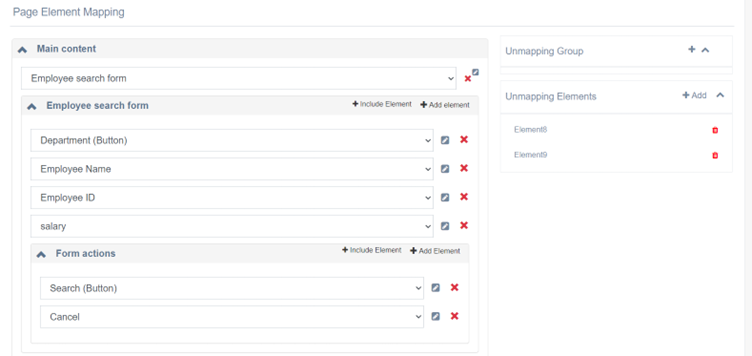 Page Element Mapping
Main content
Employee search form
Employee search form
Include Element
Add element
Department (Button)
Employee Name
Employee ID
salary
Form actions
Include Element
Add Element
Search (Button)
Cancel
Unmapping Group
Unmapping Elements
Add
Element8
Element9